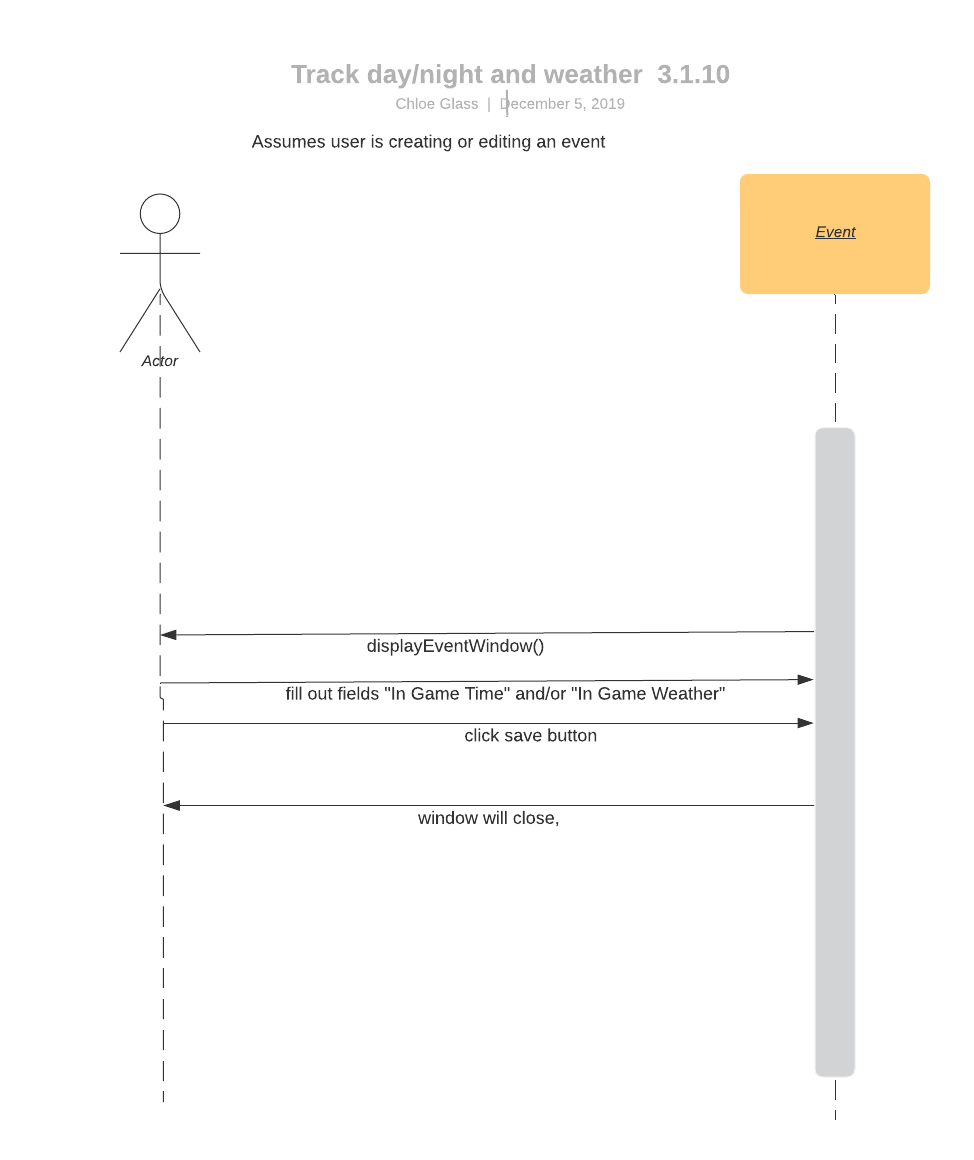 Track day/night and weather 3.1.10
Chloe Glass | December 5, 2019
Assumes user is creating or editing an event
Event
Actor
displayEventWindow()
fill out fields "In Game Time" and/or "In Game Weather"
click save button
window will close,